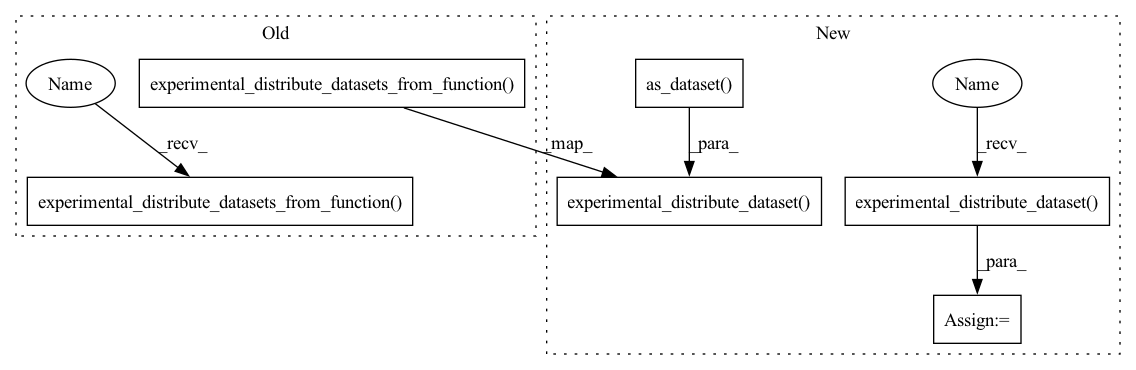 Old
New
Name
experimental_distribute_datasets_from_function()
as_dataset()
Name
_recv_
_map_
_para_
_recv_
experimental_distribute_datasets_from_function()
experimental_distribute_dataset()
experimental_distribute_dataset()
_para_
Assign:=